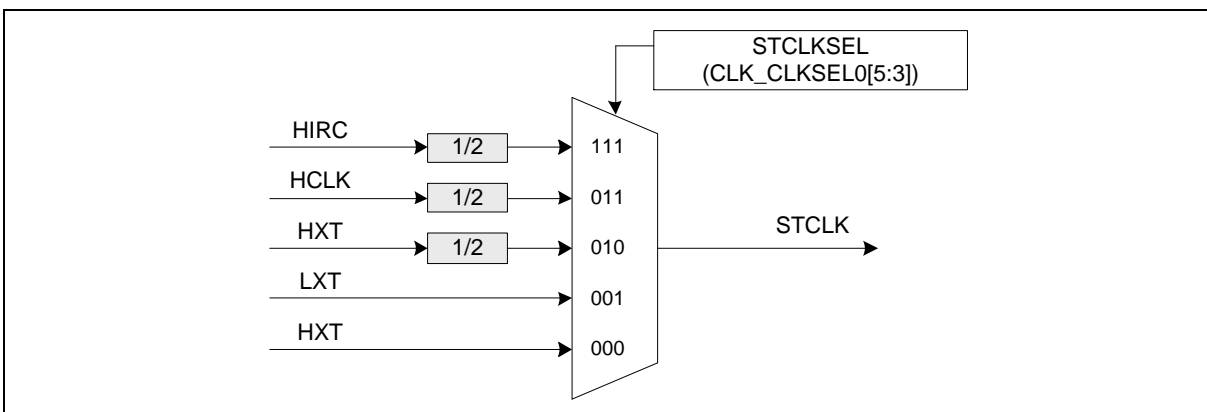 STCLKSEL
(CLK_CLKSEL0[5:3])
HIRC
1/2
111
HCLK
1/2
011
HXT
1/2
010
STCLK
LXT
001
HXT
000